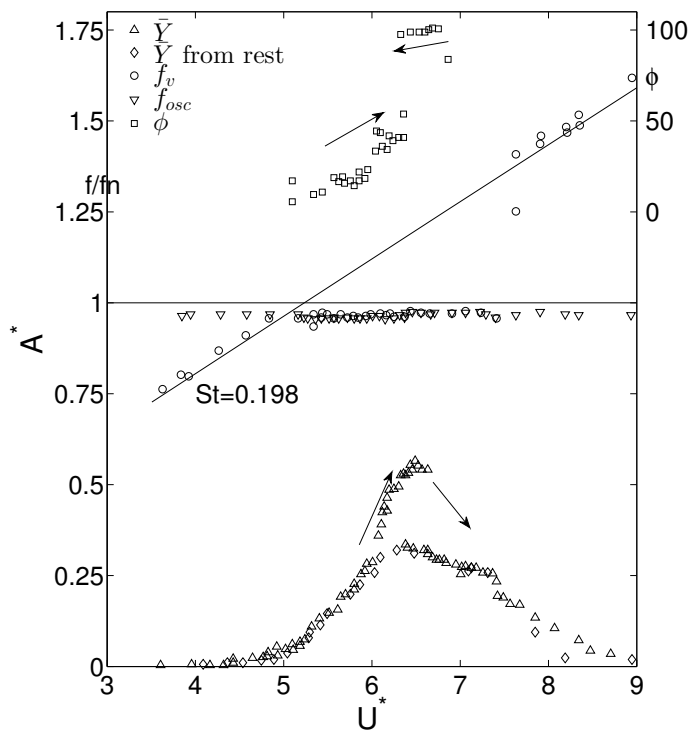 1.75
1.5
1.25
1
0.75
0.5
0.25
0
f/fn
A*
Ȳ
Ȳ from rest
f_v
f_osc
ϕ
100
ϕ
50
0
St=0.198
3 4 5 6 7 8 9
U*